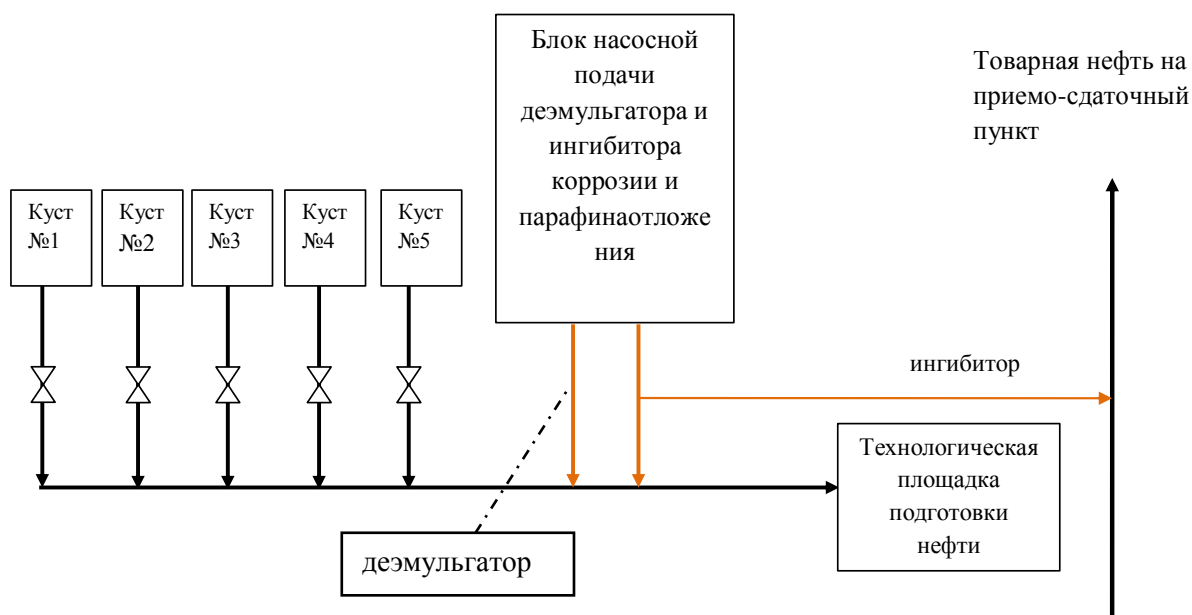 Блок насосной
подачи
деэмульгатора и
ингибитора
коррозии и
парафинаотложе
ния
Товарная нефть на
приемо-сдаточный
пункт
Куст
№1
Куст
№2
Куст
№3
Куст
№4
Куст
№5
ингибитор
Технологическая
площадка
подготовки
нефти
деэмульгатор